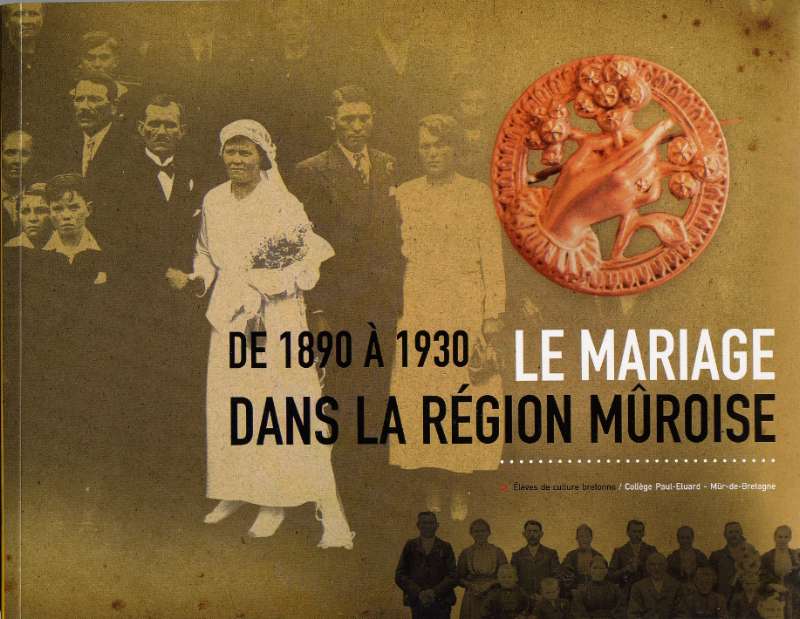 DE 1890 À 1930 LE MARIAGE
DANS LA RÉGION MÛROISE
Élèves de culture bretonne / Collège Paul-Eluard - Mûr-de-Bretagne